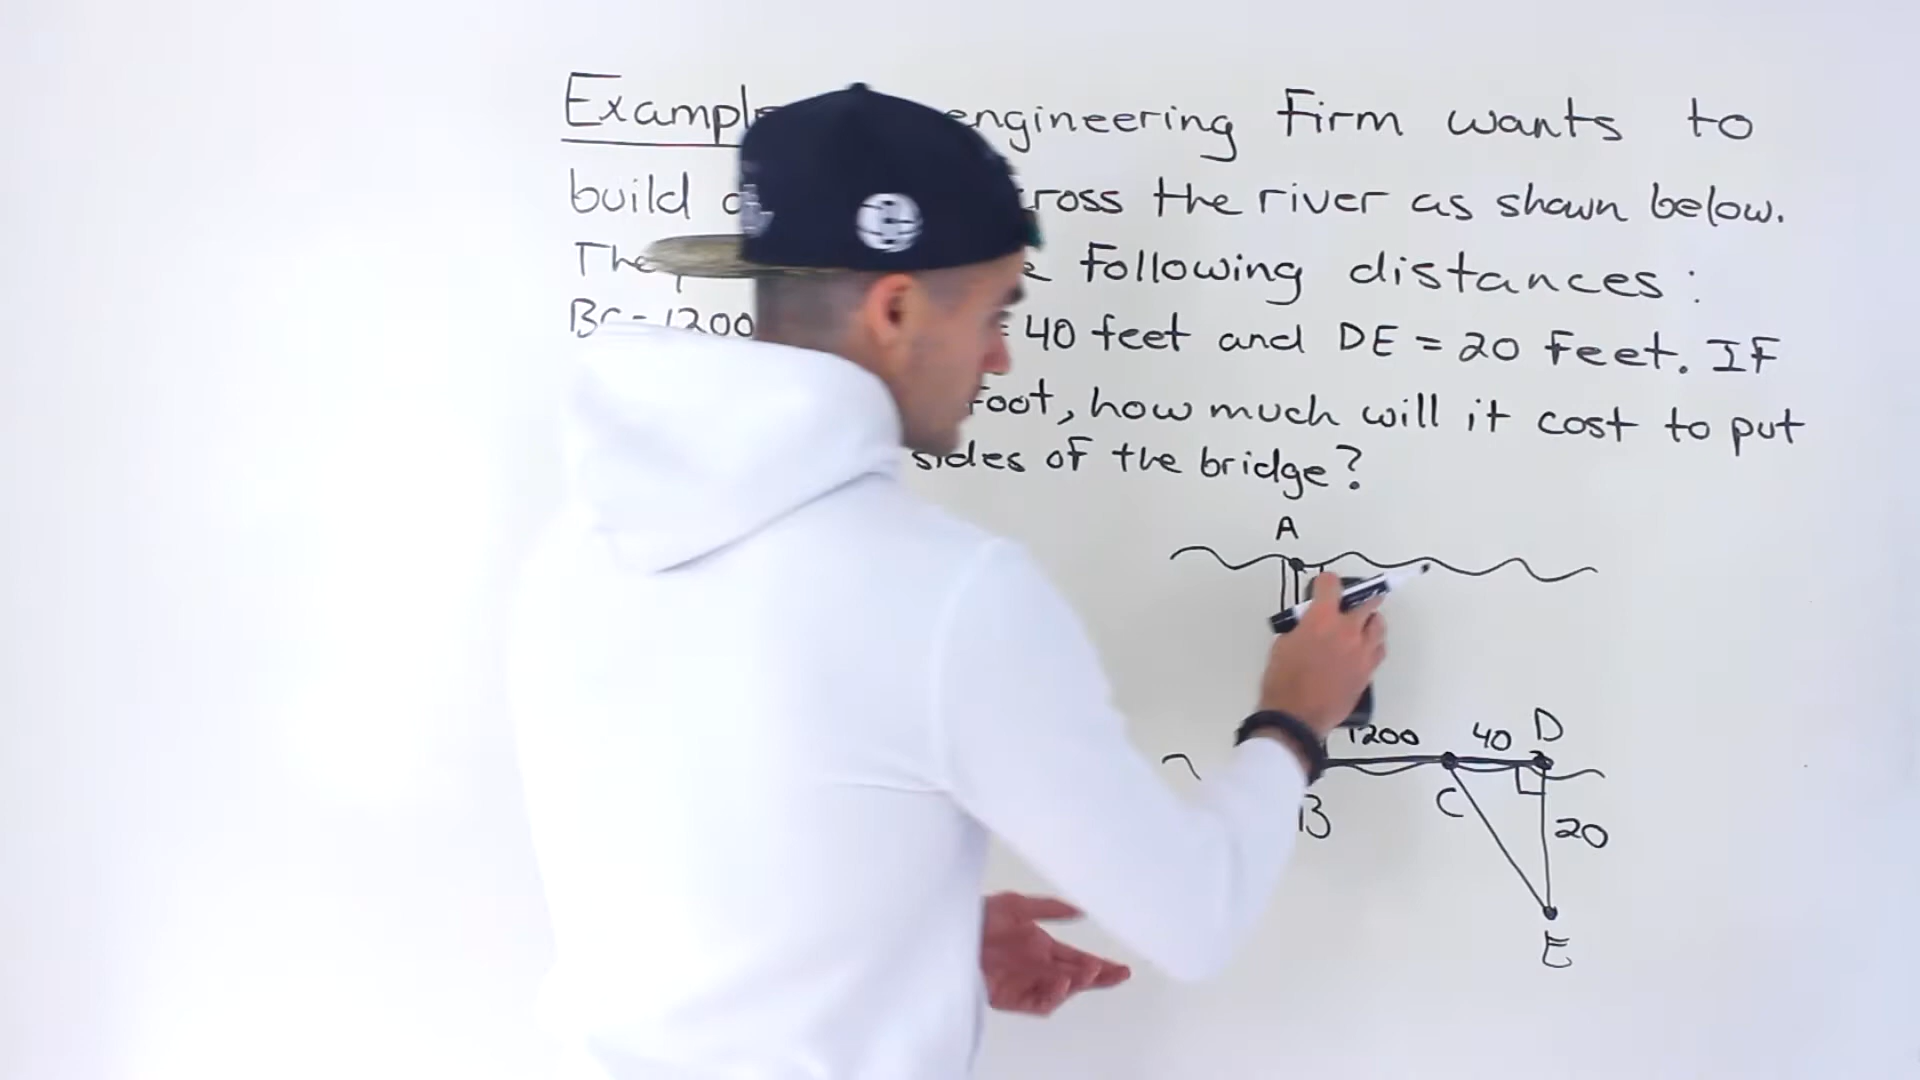 Example engineering Firm wants to
build across the river as shown below.
The following distances:
BC = 1200 = 40 feet and DE = 20 Feet. IF
foot, how much will it cost to put
sides of the bridge?
A
1200 40 D
B C 20
E